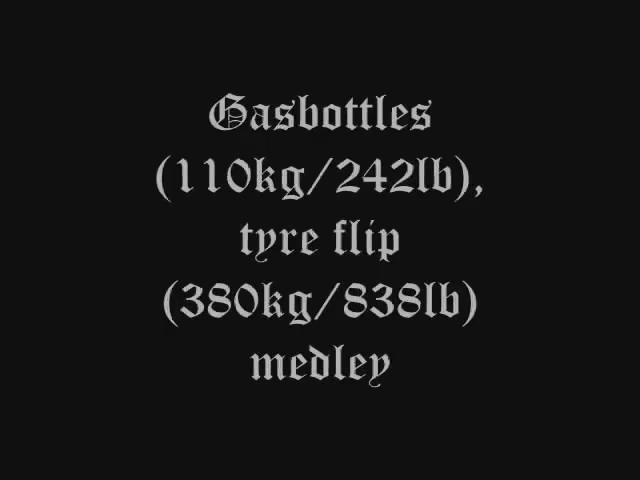 Gasbottles
(110kg/242lb),
tyre flip
(380kg/838lb)
medley